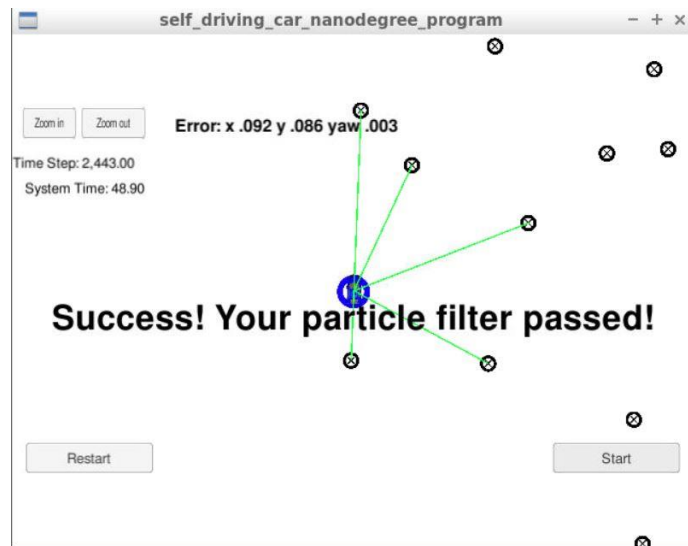 self_driving_car_nanodegree_program
Zoom in Zoom out
Error: x .092 y .086 yaw .003
Time Step: 2,443.00
System Time: 48.90
Success! Your particle filter passed!
Restart
Start